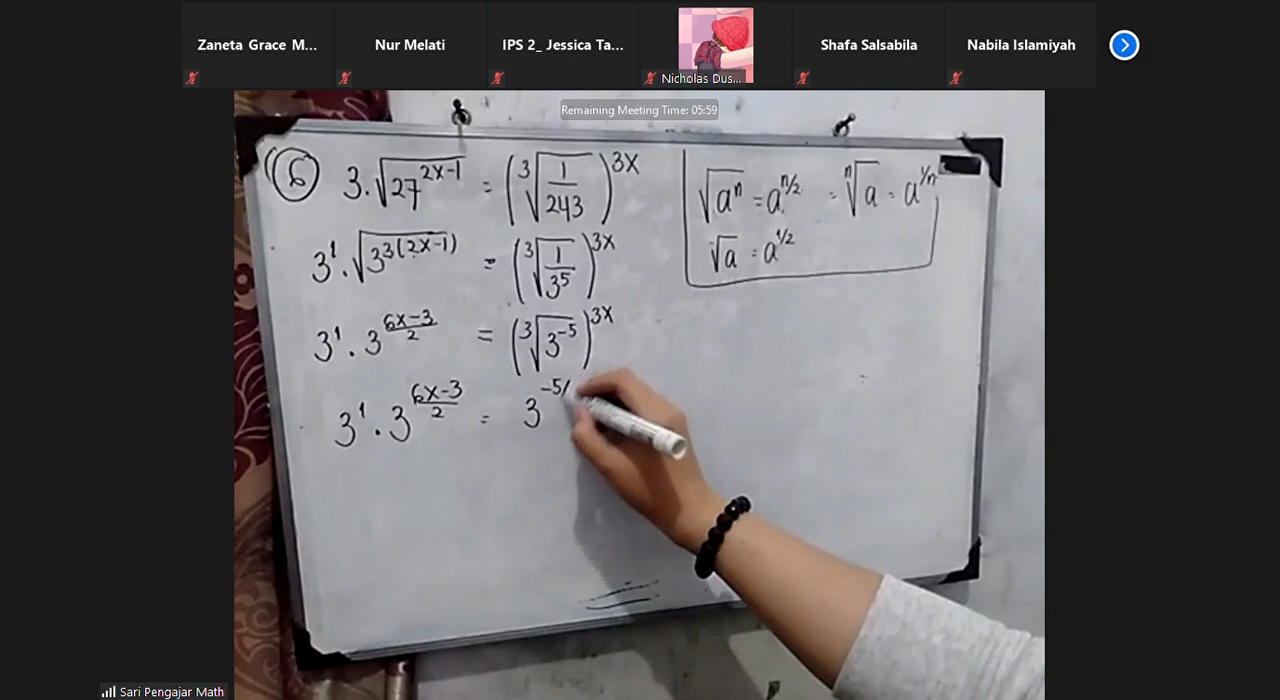 Zaneta Grace M...
Nur Melati
IPS 2_ Jessica Ta...
Nicholas Dus...
Shafa Salsabila
Nabila Islamiyah
Remaining Meeting Time: 05:59
6 3.√27^(2x-1) = (³√(1/243))^(3x)
3¹.√3^(3(2x-1)) = (³√(1/3⁵))^(3x)
3¹.3^((6x-3)/2) = (³√3⁻⁵)^(3x)
3¹.3^((6x-3)/2) = 3^(-5/
√aⁿ = a^(n/2) = ⁿ√a = a^(1/n)
√a = a^(1/2)
Sari Pengajar Math